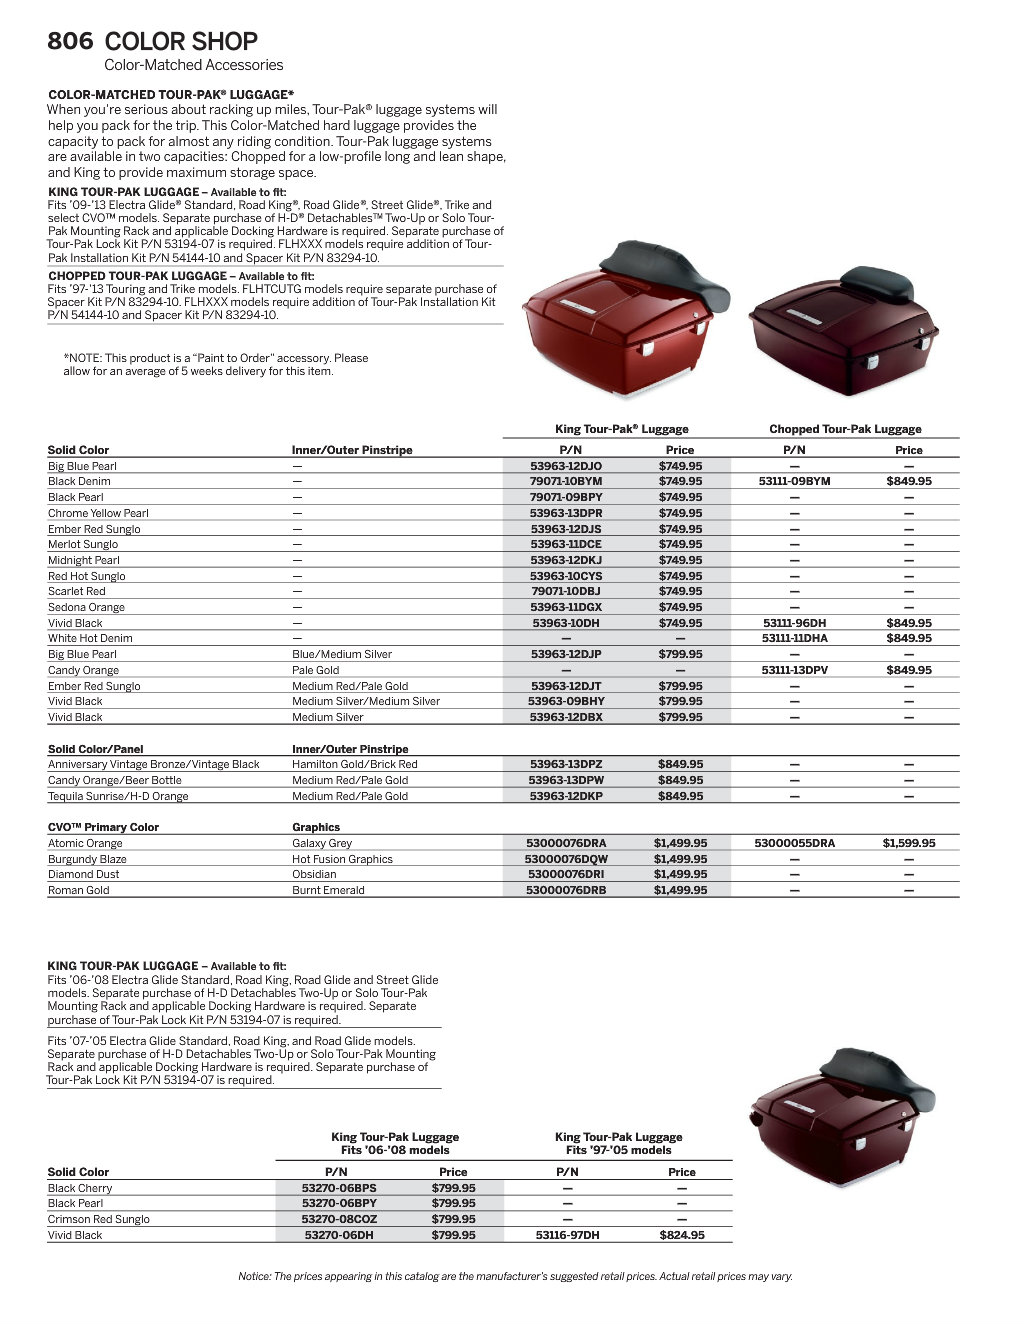 806 COLOR SHOP
Color-Matched Accessories
COLOR-MATCHED TOUR-PAK® LUGGAGE*
When you're serious about racking up miles, Tour-Pak® luggage systems will
help you pack for the trip. This Color-Matched hard luggage provides the
capacity to pack for almost any riding condition. Tour-Pak luggage systems
are available in two capacities: Chopped for a low-profile long and lean shape,
and King to provide maximum storage space.
KING TOUR-PAK LUGGAGE – Available to fit:
Fits '09-'13 Electra Glide® Standard, Road King®, Road Glide®, Street Glide®, Trike and
select CVO™ models. Separate purchase of H-D® Detachables™ Two-Up or Solo Tour-
Pak Mounting Rack and applicable Docking Hardware is required. Separate purchase of
Tour-Pak Lock Kit P/N 53194-07 is required. FLHXXX models require addition of Tour-
Pak Installation Kit P/N 54144-10 and Spacer Kit P/N 83294-10.
CHOPPED TOUR-PAK LUGGAGE – Available to fit:
Fits '97-'13 Touring and Trike models. FLHTCUTG models require separate purchase of
Spacer Kit P/N 83294-10. FLHXXX models require addition of Tour-Pak Installation Kit
P/N 54144-10 and Spacer Kit P/N 83294-10.
*NOTE: This product is a "Paint to Order" accessory. Please
allow for an average of 5 weeks delivery for this item.
King Tour-Pak® Luggage Chopped Tour-Pak Luggage
Solid Color Inner/Outer Pinstripe P/N Price P/N Price
Big Blue Pearl — 53963-12DJO $749.95 — —
Black Denim — 79071-10BYM $749.95 53111-09BYM $849.95
Black Pearl — 79071-09BPY $749.95 — —
Chrome Yellow Pearl — 53963-13DPR $749.95 — —
Ember Red Sunglo — 53963-12DJS $749.95 — —
Merlot Sunglo — 53963-11DCE $749.95 — —
Midnight Pearl — 53963-12DKJ $749.95 — —
Red Hot Sunglo — 53963-10CYS $749.95 — —
Scarlet Red — 79071-10DBJ $749.95 — —
Sedona Orange — 53963-11DGX $749.95 — —
Vivid Black — 53963-10DH $749.95 53111-96DH $849.95
White Hot Denim — — — 53111-11DHA $849.95
Big Blue Pearl Blue/Medium Silver 53963-12DJP $799.95 — —
Candy Orange Pale Gold — — 53111-13DPV $849.95
Ember Red Sunglo Medium Red/Pale Gold 53963-12DJT $799.95 — —
Vivid Black Medium Silver/Medium Silver 53963-09BHY $799.95 — —
Vivid Black Medium Silver 53963-12DBX $799.95 — —
Solid Color/Panel Inner/Outer Pinstripe
Anniversary Vintage Bronze/Vintage Black Hamilton Gold/Brick Red 53963-13DPZ $849.95 — —
Candy Orange/Beer Bottle Medium Red/Pale Gold 53963-13DPW $849.95 — —
Tequila Sunrise/H-D Orange Medium Red/Pale Gold 53963-12DKP $849.95 — —
CVO™ Primary Color Graphics
Atomic Orange Galaxy Grey 53000076DRA $1,499.95 53000055DRA $1,599.95
Burgundy Blaze Hot Fusion Graphics 53000076DQW $1,499.95 — —
Diamond Dust Obsidian 53000076DRI $1,499.95 — —
Roman Gold Burnt Emerald 53000076DRB $1,499.95 — —
KING TOUR-PAK LUGGAGE – Available to fit:
Fits '06-'08 Electra Glide Standard, Road King, Road Glide and Street Glide
models. Separate purchase of H-D Detachables Two-Up or Solo Tour-Pak
Mounting Rack and applicable Docking Hardware is required. Separate
purchase of Tour-Pak Lock Kit P/N 53194-07 is required.
Fits '07-'05 Electra Glide Standard, Road King, and Road Glide models.
Separate purchase of H-D Detachables Two-Up or Solo Tour-Pak Mounting
Rack and applicable Docking Hardware is required. Separate purchase of
Tour-Pak Lock Kit P/N 53194-07 is required.
King Tour-Pak Luggage King Tour-Pak Luggage
Fits '06-'08 models Fits '97-'05 models
Solid Color P/N Price P/N Price
Black Cherry 53270-06BPS $799.95 — —
Black Pearl 53270-06BPY $799.95 — —
Crimson Red Sunglo 53270-08COZ $799.95 — —
Vivid Black 53270-06DH $799.95 53116-97DH $824.95
Notice: The prices appearing in this catalog are the manufacturer's suggested retail prices. Actual retail prices may vary.